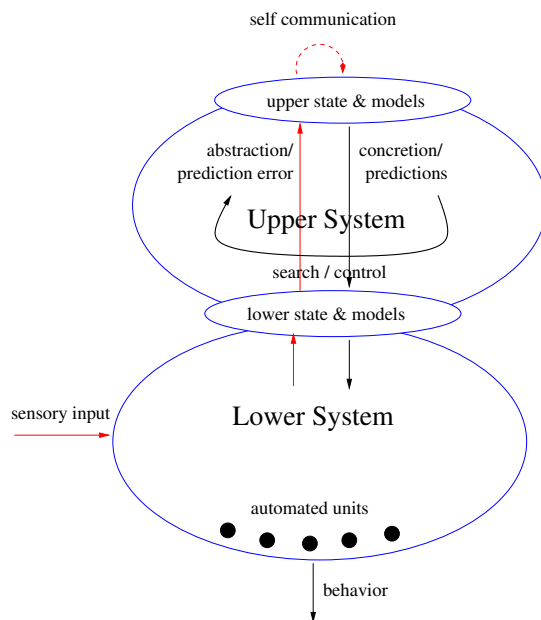 self communication
upper state & models
abstraction/
prediction error
concretion/
predictions
Upper System
search / control
lower state & models
sensory input
Lower System
automated units
behavior